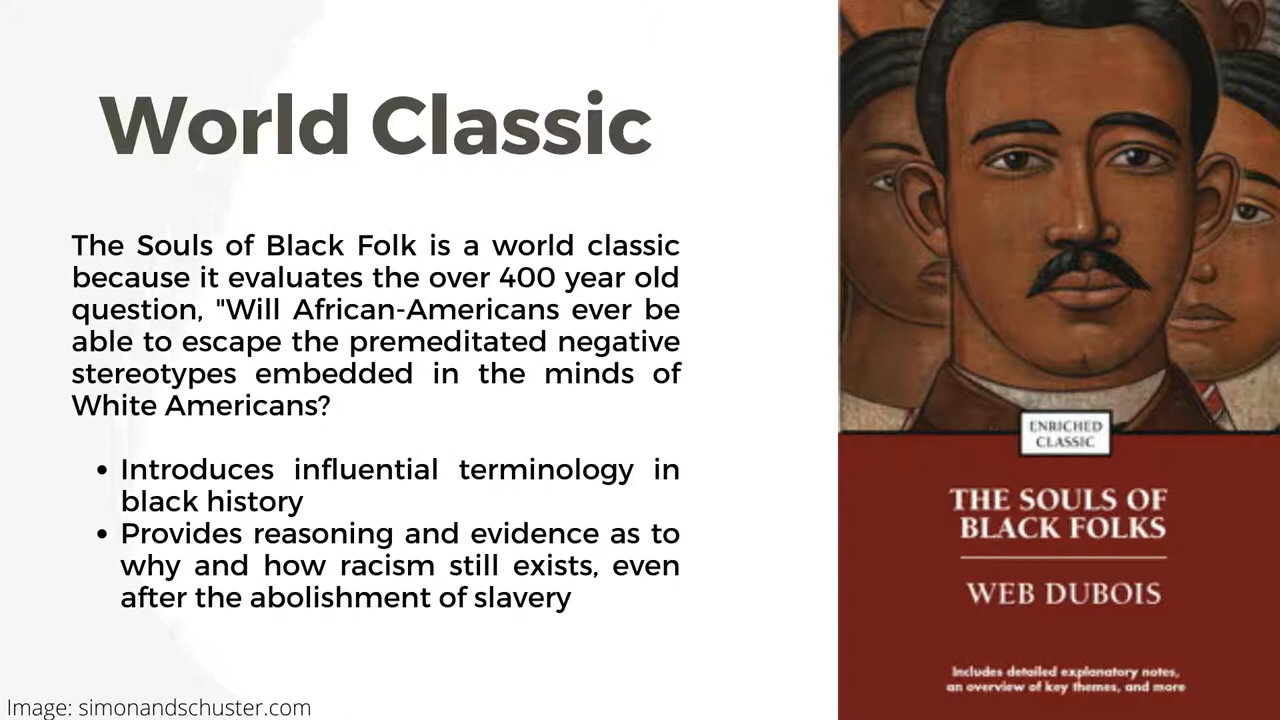 World Classic
The Souls of Black Folk is a world classic
because it evaluates the over 400 year old
question, "Will African-Americans ever be
able to escape the premeditated negative
stereotypes embedded in the minds of
White Americans?
• Introduces influential terminology in
black history
• Provides reasoning and evidence as to
why and how racism still exists, even
after the abolishment of slavery
Image: simonandschuster.com
ENRICHED
CLASSIC
THE SOULS OF
BLACK FOLKS
WEB DUBOIS
Includes detailed explanatory notes,
an overview of key themes, and more